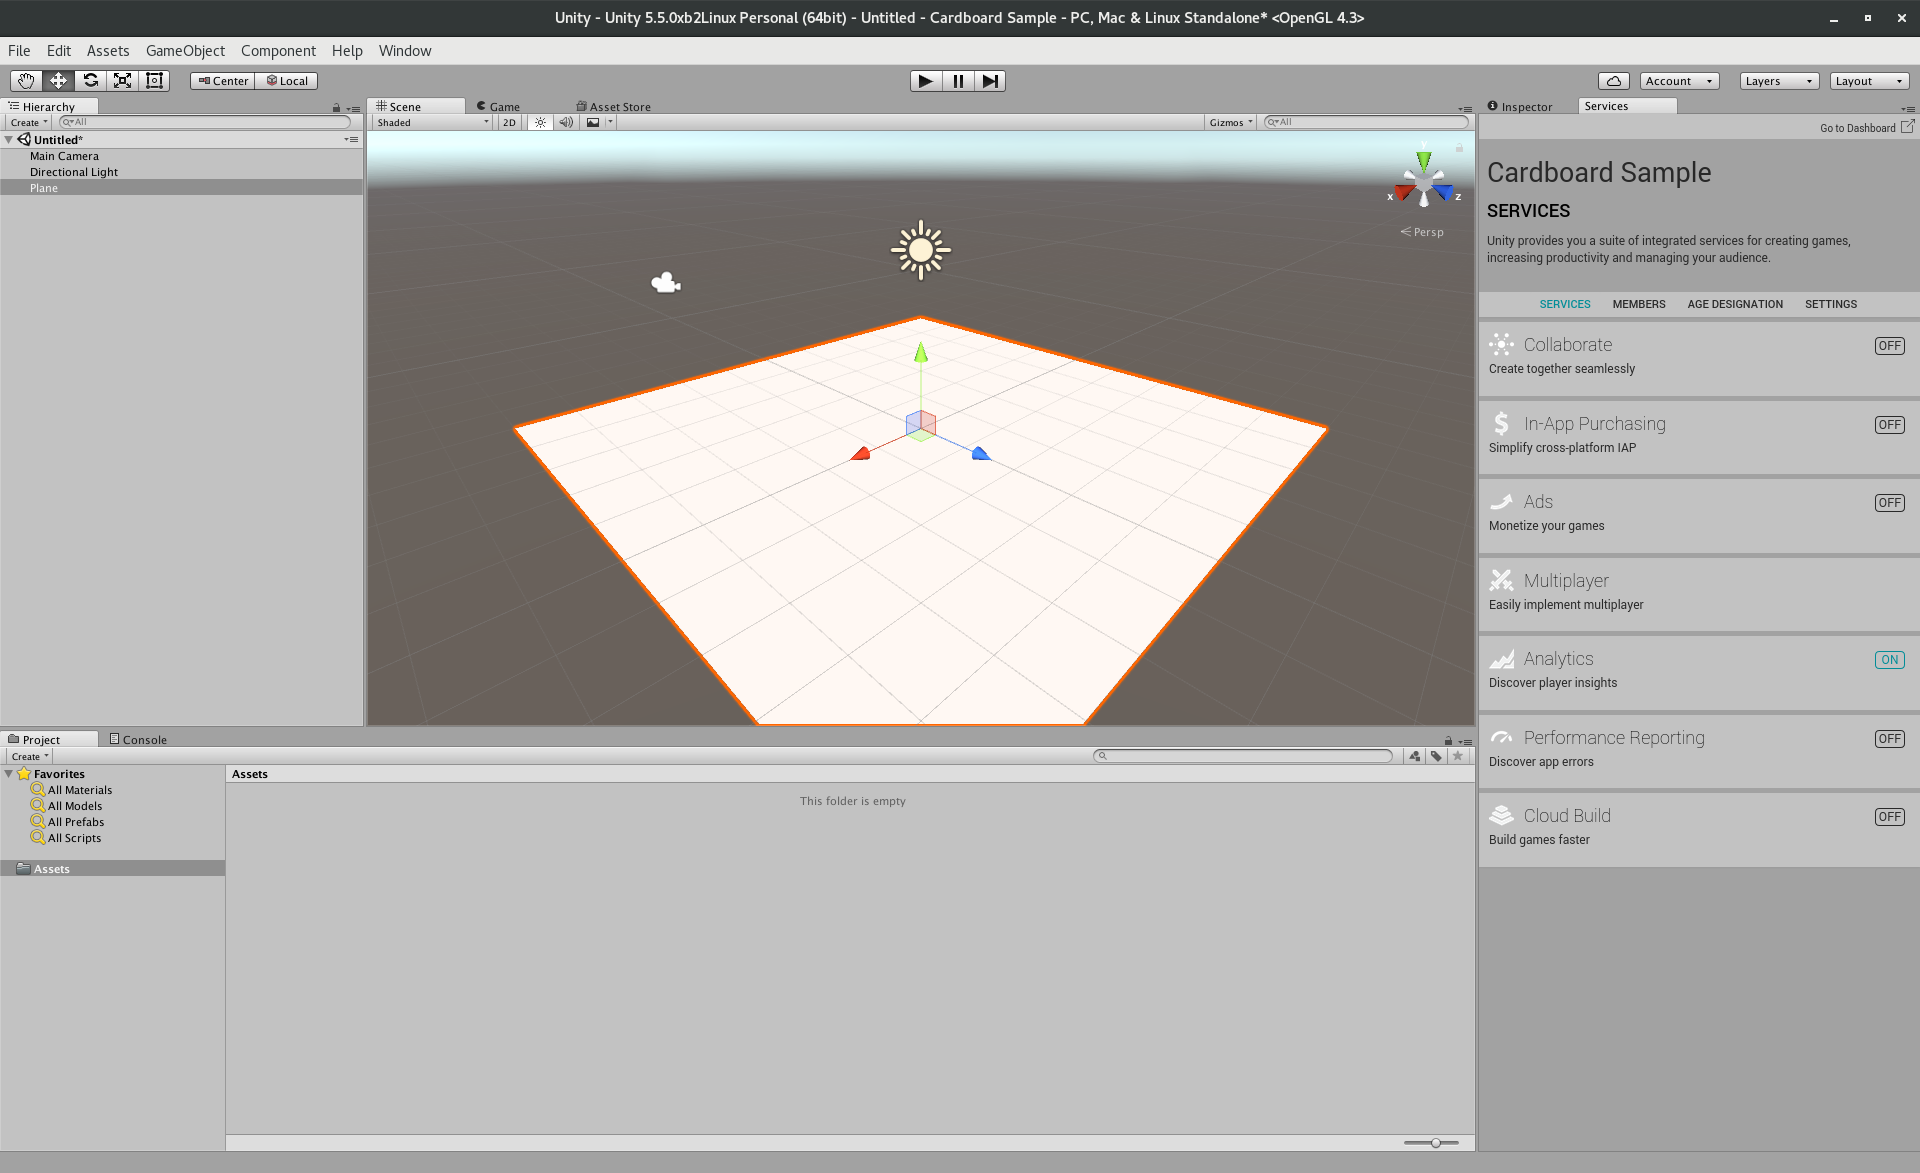 Unity - Unity 5.5.0xb2Linux Personal (64bit) - Untitled - Cardboard Sample - PC, Mac & Linux Standalone* <OpenGL 4.3>
File Edit Assets GameObject Component Help Window
Center Local
Account Layers Layout
Hierarchy
Create All
Untitled*
Main Camera
Directional Light
Plane
Scene Game Asset Store
Shaded 2D Gizmos All
y
x z
Persp
Inspector Services
Go to Dashboard
Cardboard Sample
SERVICES
Unity provides you a suite of integrated services for creating games,
increasing productivity and managing your audience.
SERVICES MEMBERS AGE DESIGNATION SETTINGS
Collaborate OFF
Create together seamlessly
In-App Purchasing OFF
Simplify cross-platform IAP
Ads OFF
Monetize your games
Multiplayer
Easily implement multiplayer
Analytics ON
Discover player insights
Performance Reporting OFF
Discover app errors
Cloud Build OFF
Build games faster
Project Console
Create
Favorites
All Materials
All Models
All Prefabs
All Scripts
Assets
Assets
This folder is empty